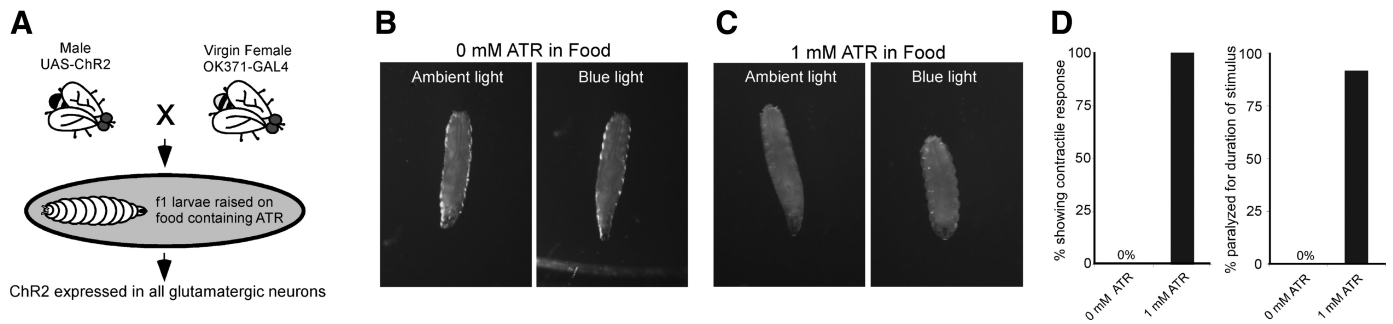 A
Male
UAS-ChR2
Virgin Female
OK371-GAL4
X
f1 larvae raised on
food containing ATR
ChR2 expressed in all glutamatergic neurons
B
0 mM ATR in Food
Ambient light
Blue light
C
1 mM ATR in Food
Ambient light
Blue light
D
% showing contractile response
100
75
50
25
0
0%
0 mM ATR
1 mM ATR
% paralyzed for duration of stimulus
100
75
50
25
0
0%
0 mM ATR
1 mM ATR